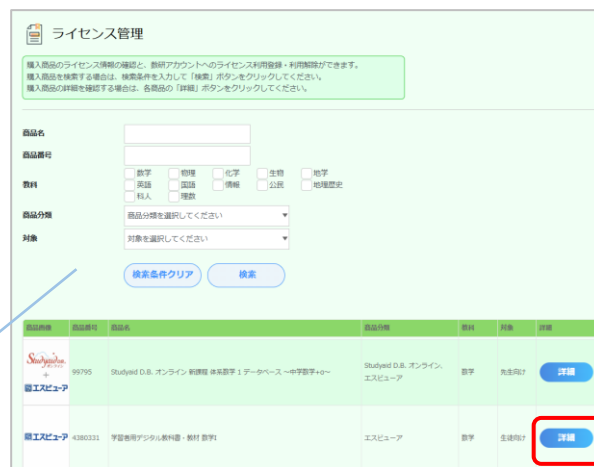 ライセンス管理
購入商品のライセンス情報の確認と、数研アカウントへのライセンス利用登録・利用解除ができます。
購入商品を検索する場合は、検索条件を入力して「検索」ボタンをクリックしてください。
購入商品の詳細を確認する場合は、各商品の「詳細」ボタンをクリックしてください。
商品名
商品番号
教科
数学 物理 化学 生物 地学
英語 国語 情報 公民 地理歴史
科人 理数
商品分類 商品分類を選択してください
対象 対象を選択してください
検索条件クリア 検索
商品画像 商品番号 商品名 商品分類 教科 対象 詳細
Studyaid D.B. オンライン + エスビューア
99795 Studyaid D.B. オンライン 新課程 体系数学 1 データベース ~中学数学+α~ Studyaid D.B. オンライン、 数学 先生向け 詳細
エスビューア
エスビューア 4380331 学習者用デジタル教科書・教材 数学I エスビューア 数学 生徒向け 詳細